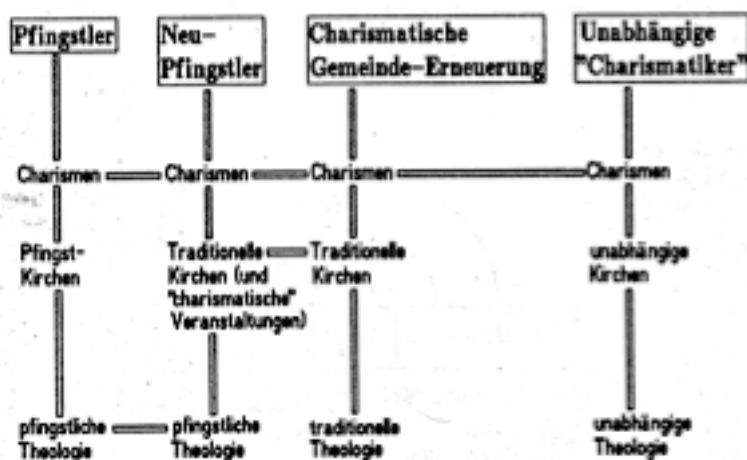 Pfingstler
Neu-
Pfingstler
Charismatische
Gemeinde-Erneuerung
Unabhängige
"Charismatiker"
Charismen
Charismen
Charismen
Charismen
Pfingst-
Kirchen
Traditionelle
Kirchen (und
"charismatische"
Veranstaltungen)
Traditionelle
Kirchen
unabhängige
Kirchen
pfingstliche
Theologie
pfingstliche
Theologie
traditionelle
Theologie
unabhängige
Theologie